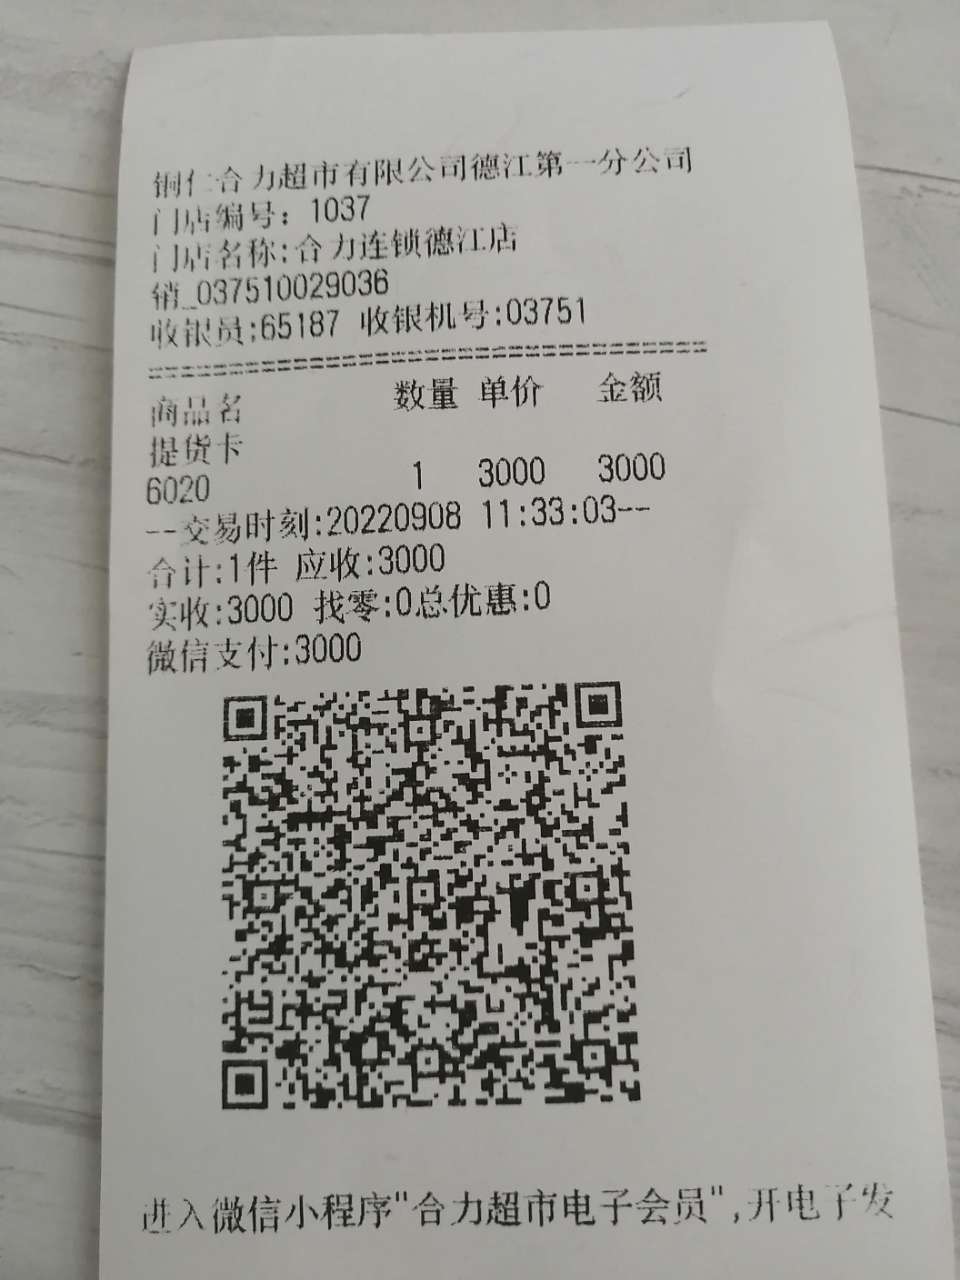 铜仁合力超市有限公司德江第一分公司
门店编号：1037
门店名称:合力连锁德江店
销_037510029036
收银员:65187 收银机号:03751
商品名 数量 单价 金额
提货卡
6020 1 3000 3000
--交易时刻:20220908 11:33:03--
合计:1件 应收:3000
实收:3000 找零:0总优惠:0
微信支付:3000
进入微信小程序"合力超市电子会员",开电子发